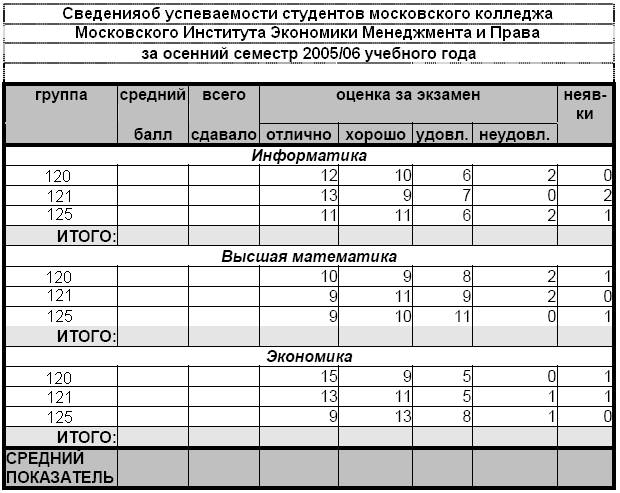 Сведенияоб успеваемости студентов московского колледжа
Московского Института Экономики Менеджмента и Права
за осенний семестр 2005/06 учебного года
группа средний всего оценка за экзамен неяв-
балл сдавало отлично хорошо удовл. неудовл. ки
Информатика
120 12 10 6 2 0
121 13 9 7 0 2
125 11 11 6 2 1
ИТОГО:
Высшая математика
120 10 9 8 2 1
121 9 11 9 2 0
125 9 10 11 0 1
ИТОГО:
Экономика
120 15 9 5 0 1
121 13 11 5 1 1
125 9 13 8 1 0
ИТОГО:
СРЕДНИЙ
ПОКАЗАТЕЛЬ